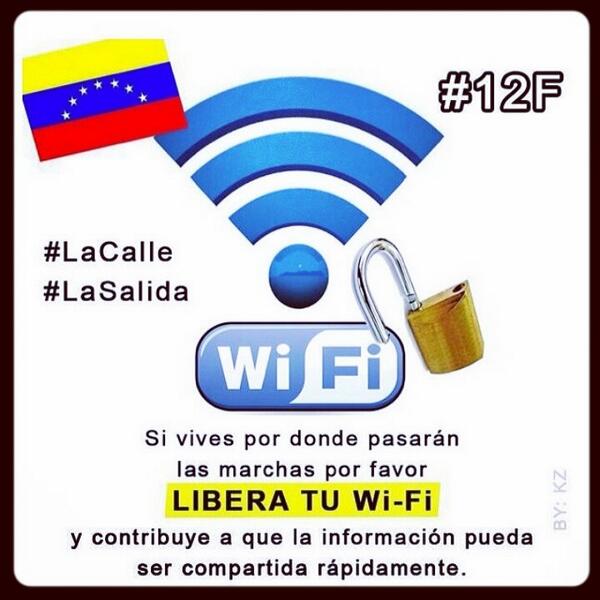 #12F
#LaCalle
#LaSalida
Wi Fi
Si vives por donde pasarán
las marchas por favor
LIBERA TU Wi-Fi
y contribuye a que la información pueda
ser compartida rápidamente.
BY: KZ